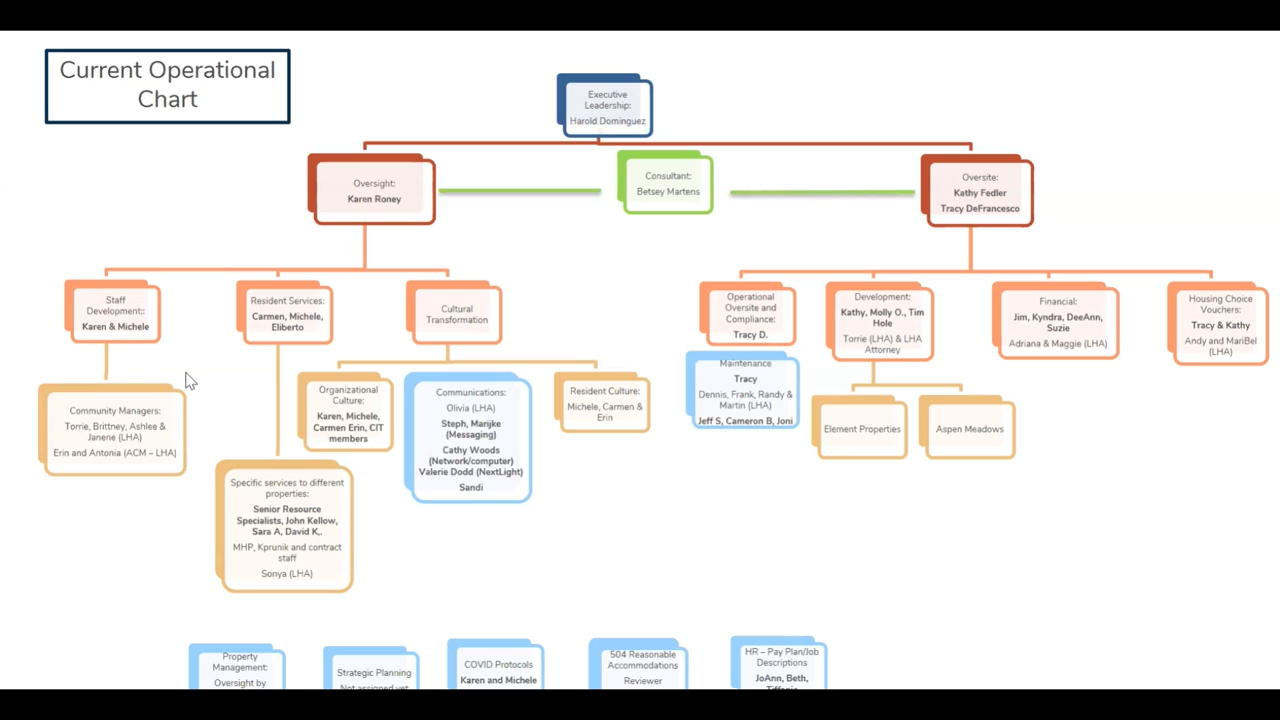 Current Operational
Chart
Executive
Leadership:
Harold Dominguez
Oversight:
Karen Roney
Consultant:
Betsey Martens
Oversite:
Kathy Fedler
Tracy DeFrancesco
Staff
Development::
Karen & Michele
Resident Services:
Carmen, Michele,
Eliberto
Cultural
Transformation
Operational
Oversite and
Compliance:
Tracy D.
Development:
Kathy, Molly O., Tim
Hole
Torrie (LHA) & LHA
Attorney
Financial:
Jim, Kyndra, DeeAnn,
Suzie
Adriana & Maggie (LHA)
Housing Choice
Vouchers:
Tracy & Kathy
Andy and MariBel
(LHA)
Community Managers:
Torrie, Brittney, Ashlee &
Janene (LHA)
Erin and Antonia (ACM – LHA)
Organizational
Culture:
Karen, Michele,
Carmen Erin, CIT
members
Communications:
Olivia (LHA)
Steph, Marijke
(Messaging)
Cathy Woods
(Network/computer)
Valerie Dodd (NextLight)
Sandi
Resident Culture:
Michele, Carmen &
Erin
Maintenance
Tracy
Dennis, Frank, Randy &
Martin (LHA)
Jeff S, Cameron B, Joni
Element Properties
Aspen Meadows
Specific services to different
properties:
Senior Resource
Specialists, John Kellow,
Sara A, David K,.
MHP, Kprunik and contract
staff
Sonya (LHA)
Property
Management:
Oversight by
Strategic Planning
Not assigned yet
COVID Protocols
Karen and Michele
504 Reasonable
Accommodations
Reviewer
HR – Pay Plan/Job
Descriptions
JoAnn, Beth,